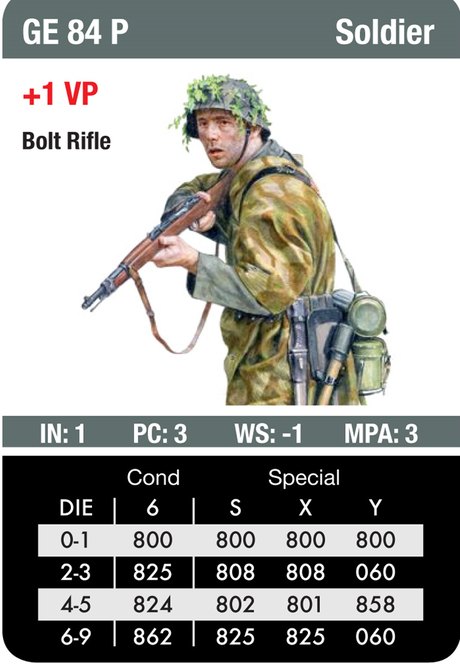 GE 84 P Soldier
+1 VP
Bolt Rifle
IN: 1 PC: 3 WS: -1 MPA: 3
Cond Special
DIE 6 S X Y
0-1 800 800 800 800
2-3 825 808 808 060
4-5 824 802 801 858
6-9 862 825 825 060